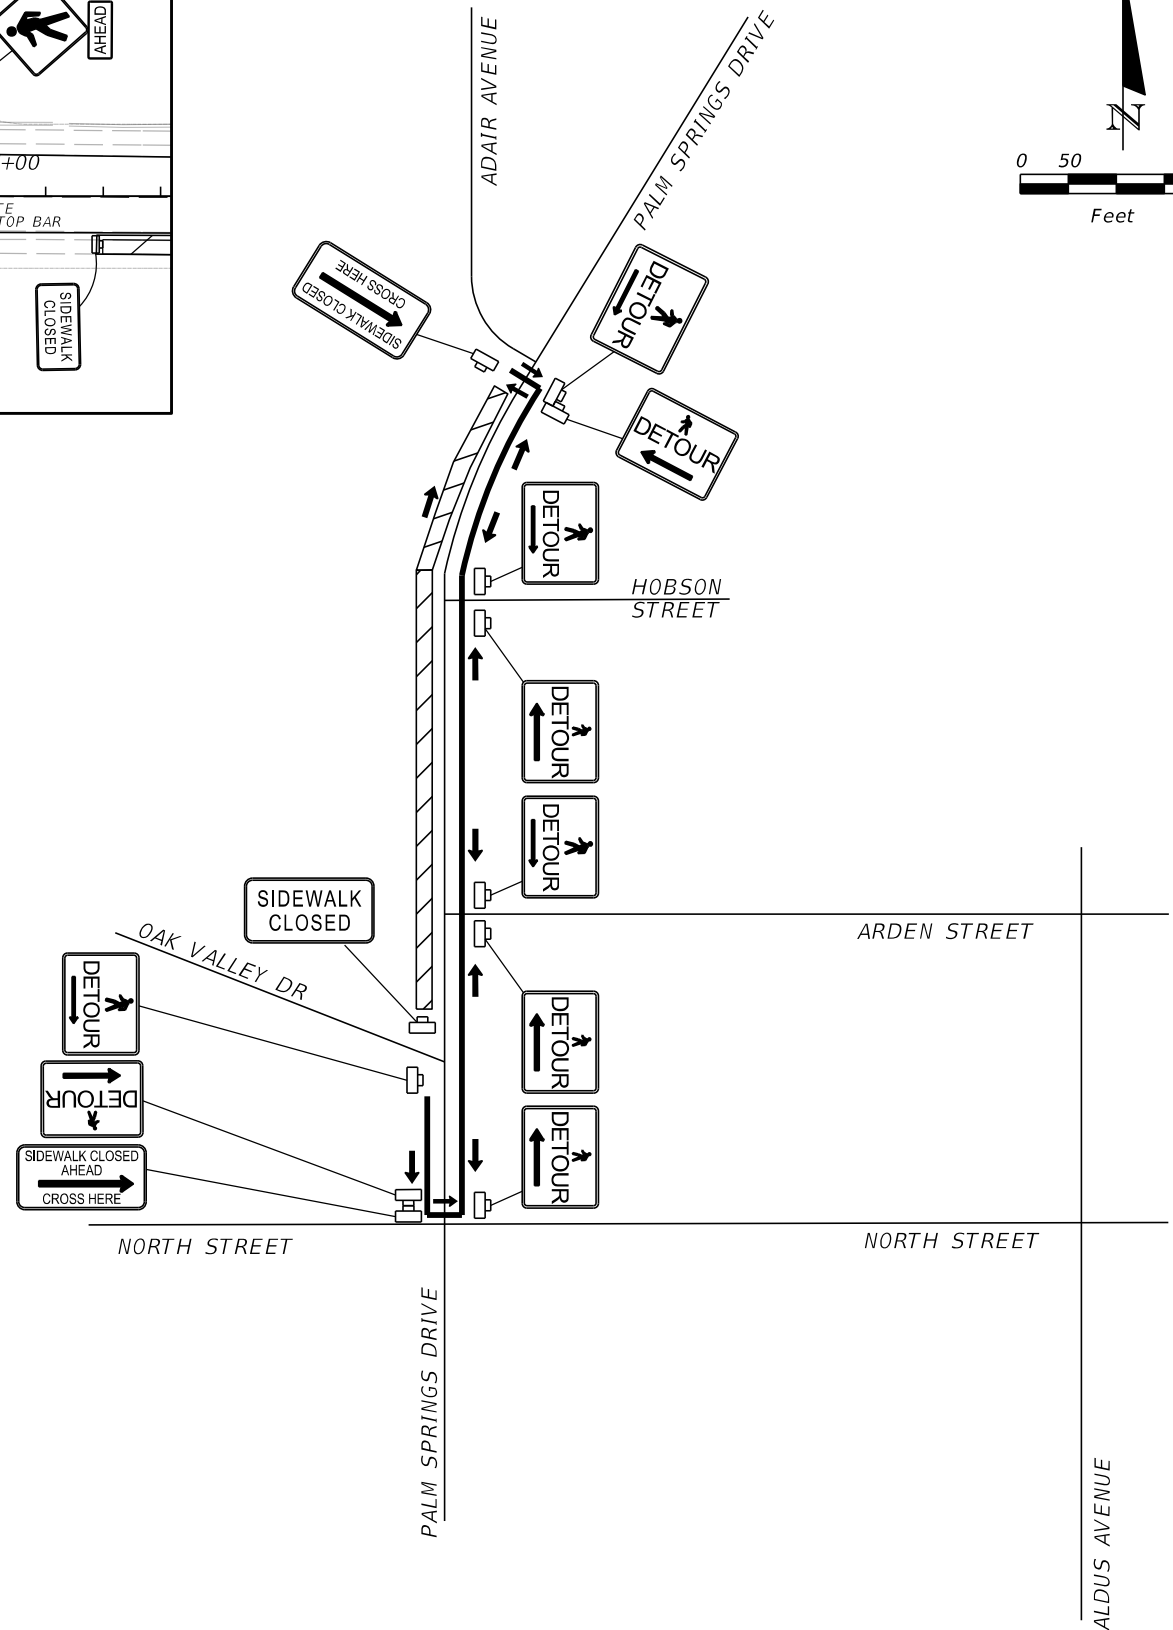 AHEAD
+00
TE
TOP BAR
SIDEWALK
CLOSED
ADAIR AVENUE
PALM SPRINGS DRIVE
N
0 50
Feet
SIDEWALK CLOSED
CROSS HERE
DETOUR
DETOUR
DETOUR
HOBSON
STREET
DETOUR
DETOUR
SIDEWALK
CLOSED
ARDEN STREET
OAK VALLEY DR
DETOUR
DETOUR
DETOUR
SIDEWALK CLOSED
AHEAD
CROSS HERE
DETOUR
NORTH STREET
NORTH STREET
PALM SPRINGS DRIVE
ALDUS AVENUE